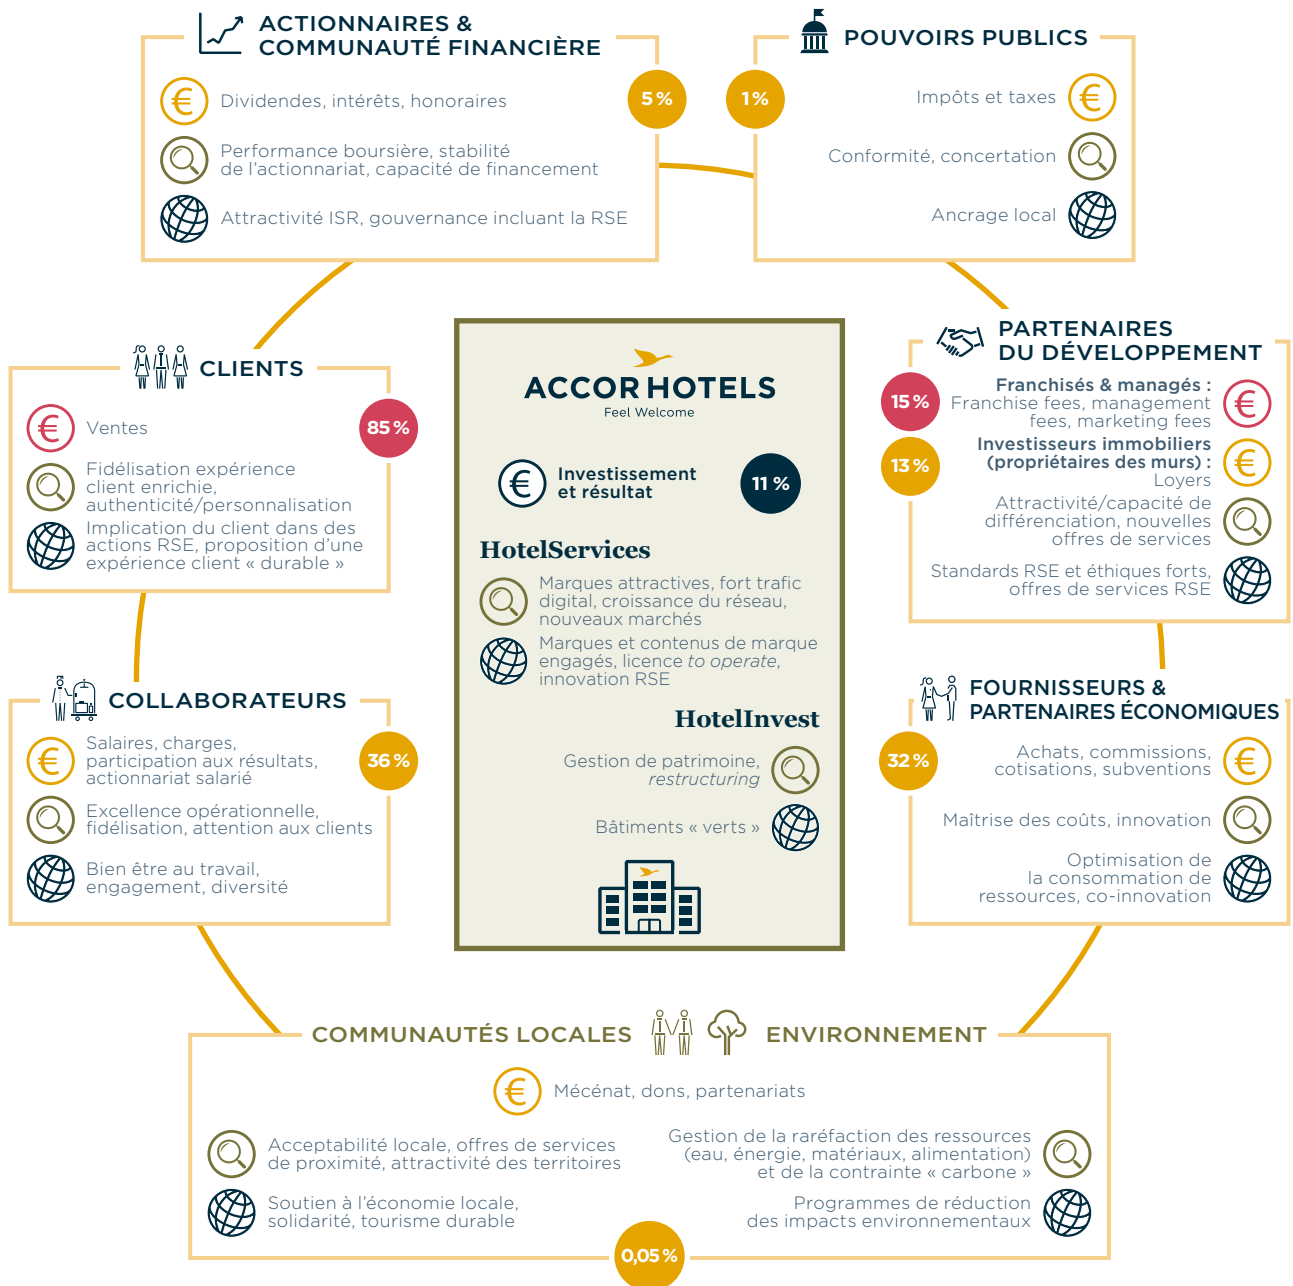 ACTIONNAIRES &
COMMUNAUTÉ FINANCIÈRE
€ Dividendes, intérêts, honoraires
5 %
Performance boursière, stabilité
de l'actionnariat, capacité de financement
Attractivité ISR, gouvernance incluant la RSE
POUVOIRS PUBLICS
1 %
Impôts et taxes €
Conformité, concertation
Ancrage local
CLIENTS
€ Ventes
85 %
Fidélisation expérience
client enrichie,
authenticité/personnalisation
Implication du client dans des
actions RSE, proposition d'une
expérience client « durable »
ACCORHOTELS
Feel Welcome
€ Investissement
et résultat
11 %
HotelServices
Marques attractives, fort trafic
digital, croissance du réseau,
nouveaux marchés
Marques et contenus de marque
engagés, licence to operate,
innovation RSE
HotelInvest
Gestion de patrimoine,
restructuring
Bâtiments « verts »
PARTENAIRES
DU DÉVELOPPEMENT
15 %
Franchisés & managés :
Franchise fees, management €
fees, marketing fees
13 %
Investisseurs immobiliers
(propriétaires des murs) : €
Loyers
Attractivité/capacité de
différenciation, nouvelles
offres de services
Standards RSE et éthiques forts,
offres de services RSE
COLLABORATEURS
Salaires, charges,
€ participation aux résultats,
actionnariat salarié
36 %
Excellence opérationnelle,
fidélisation, attention aux clients
Bien être au travail,
engagement, diversité
FOURNISSEURS &
PARTENAIRES ÉCONOMIQUES
32 %
Achats, commissions,
cotisations, subventions €
Maîtrise des coûts, innovation
Optimisation de
la consommation de
ressources, co-innovation
COMMUNAUTÉS LOCALES
ENVIRONNEMENT
€ Mécénat, dons, partenariats
Acceptabilité locale, offres de services
de proximité, attractivité des territoires
Soutien à l'économie locale,
solidarité, tourisme durable
Gestion de la raréfaction des ressources
(eau, énergie, matériaux, alimentation)
et de la contrainte « carbone »
Programmes de réduction
des impacts environnementaux
0,05 %